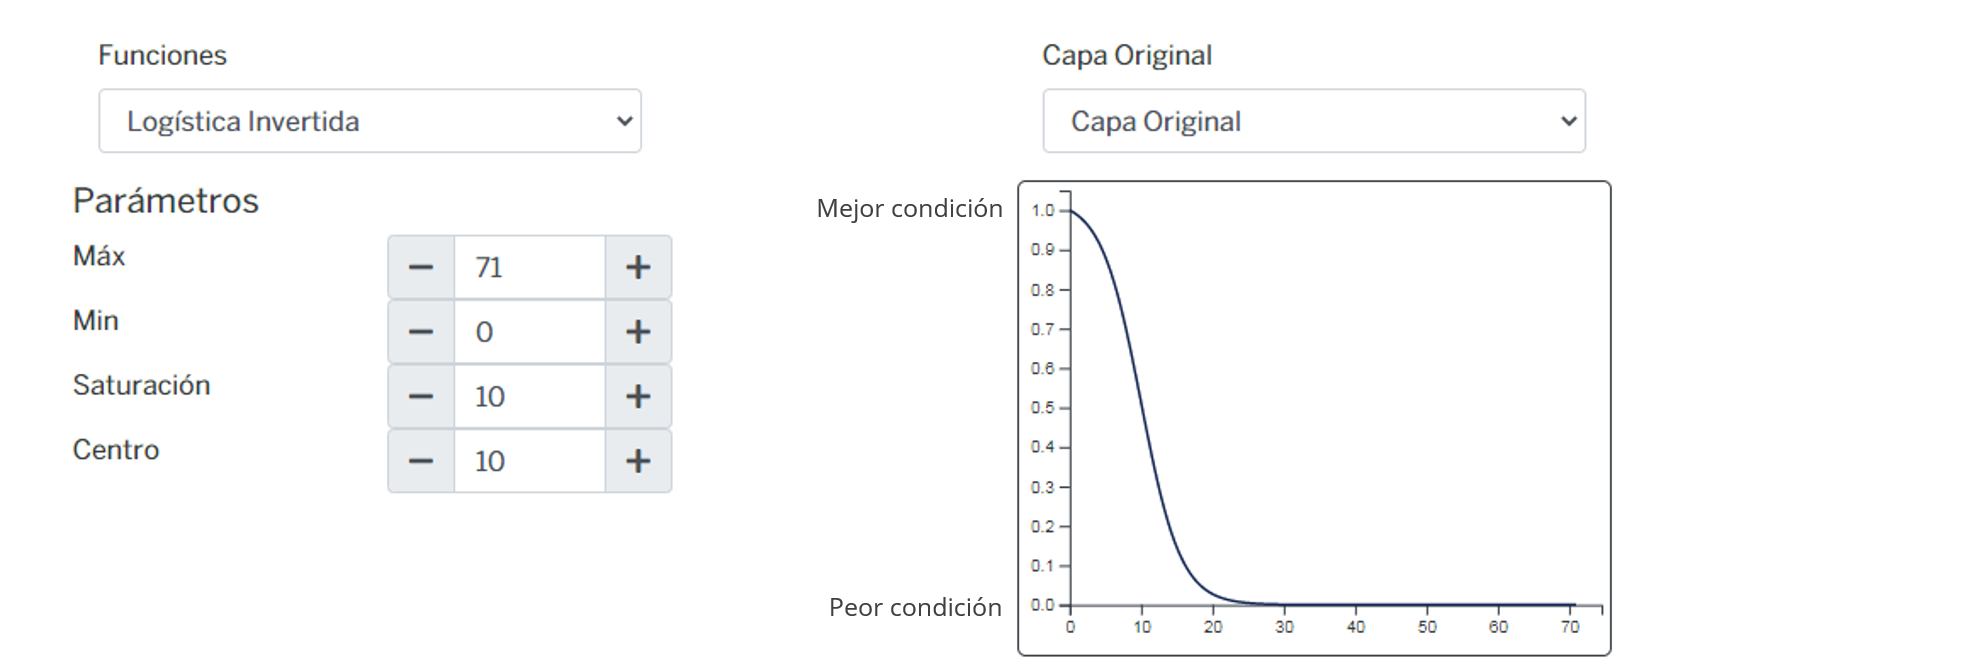 Funciones
Logística Invertida
Parámetros
Máx
71
Min
0
Saturación
10
Centro
10
Capa Original
Capa Original
Mejor condición
Peor condición
1.0
0.9
0.8
0.7
0.6
0.5
0.4
0.3
0.2
0.1
0.0
0 10 20 30 40 50 60 70